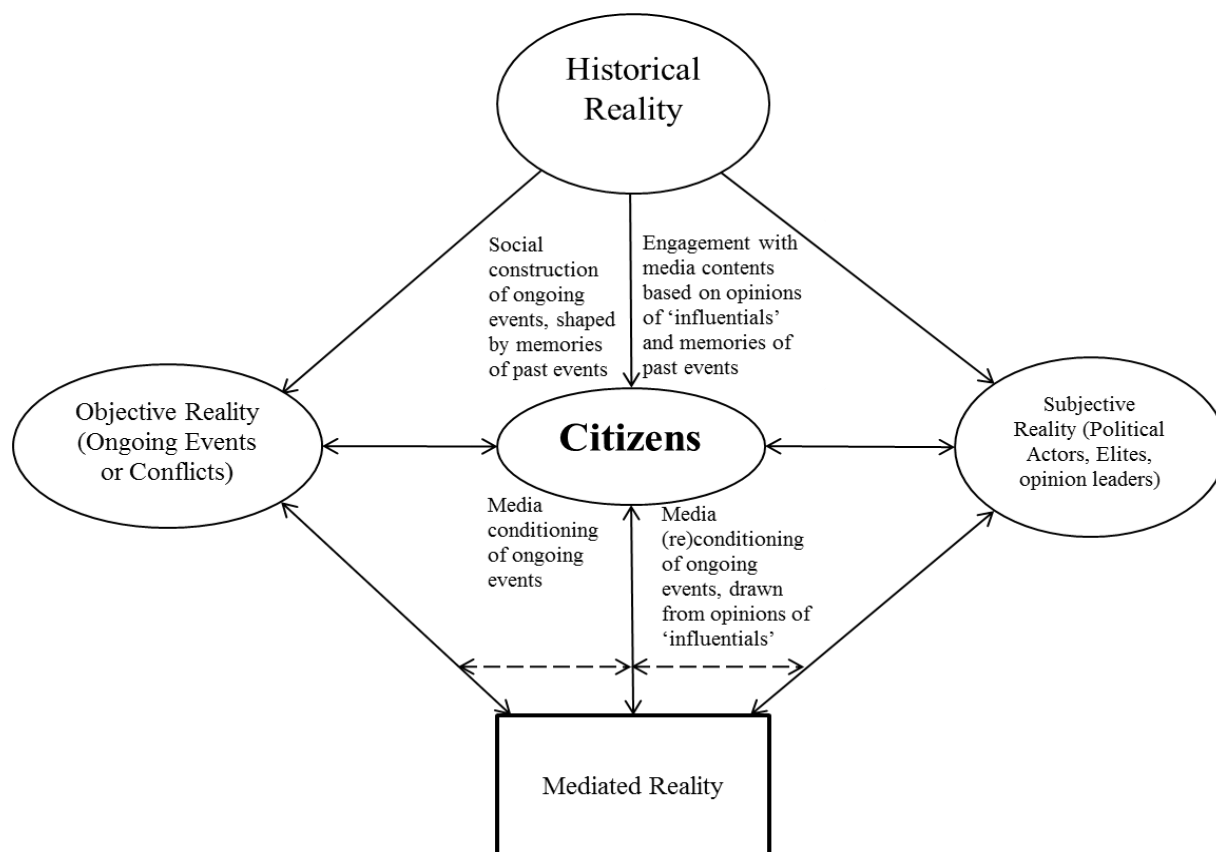 Historical
Reality
Social
construction
of ongoing
events, shaped
by memories
of past events
Engagement with
media contents
based on opinions
of ‘influentials’
and memories of
past events
Objective Reality
(Ongoing Events
or Conflicts)
Citizens
Subjective
Reality (Political
Actors, Elites,
opinion leaders)
Media
conditioning
of ongoing
events
Media
(re)conditioning
of ongoing
events, drawn
from opinions of
‘influentials’
Mediated Reality